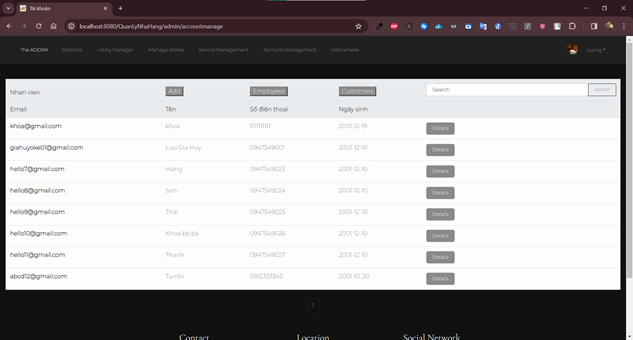 Tài khoản
localhost:8080/QuanLyNhaHang/admin/accountmanage
The ADORA Statistics Lobby Manager Manage dishes Service Management Account Management Vietnamese cuong
Nhan vien Add Employees Customers Search search
Email Tên Số điện thoại Ngày sinh
khoa@gmail.com khoa 1111111111 2001-12-19 Details
giahuyoke01@gmail.com Lưu Gia Huy 0947549001 2001-12-10 Details
hello7@gmail.com Hưng 0947549023 2001-12-10 Details
hello8@gmail.com Sơn 0947549024 2001-12-10 Details
hello9@gmail.com Thái 0947549025 2001-12-10 Details
hello10@gmail.com Khoa bé ba 0947549026 2001-12-10 Details
hello11@gmail.com Thanh 0947549027 2001-12-10 Details
abcd12@gmail.com Tu nhi 0912333345 2001-10-20 Details
1
Contact Location Social Network